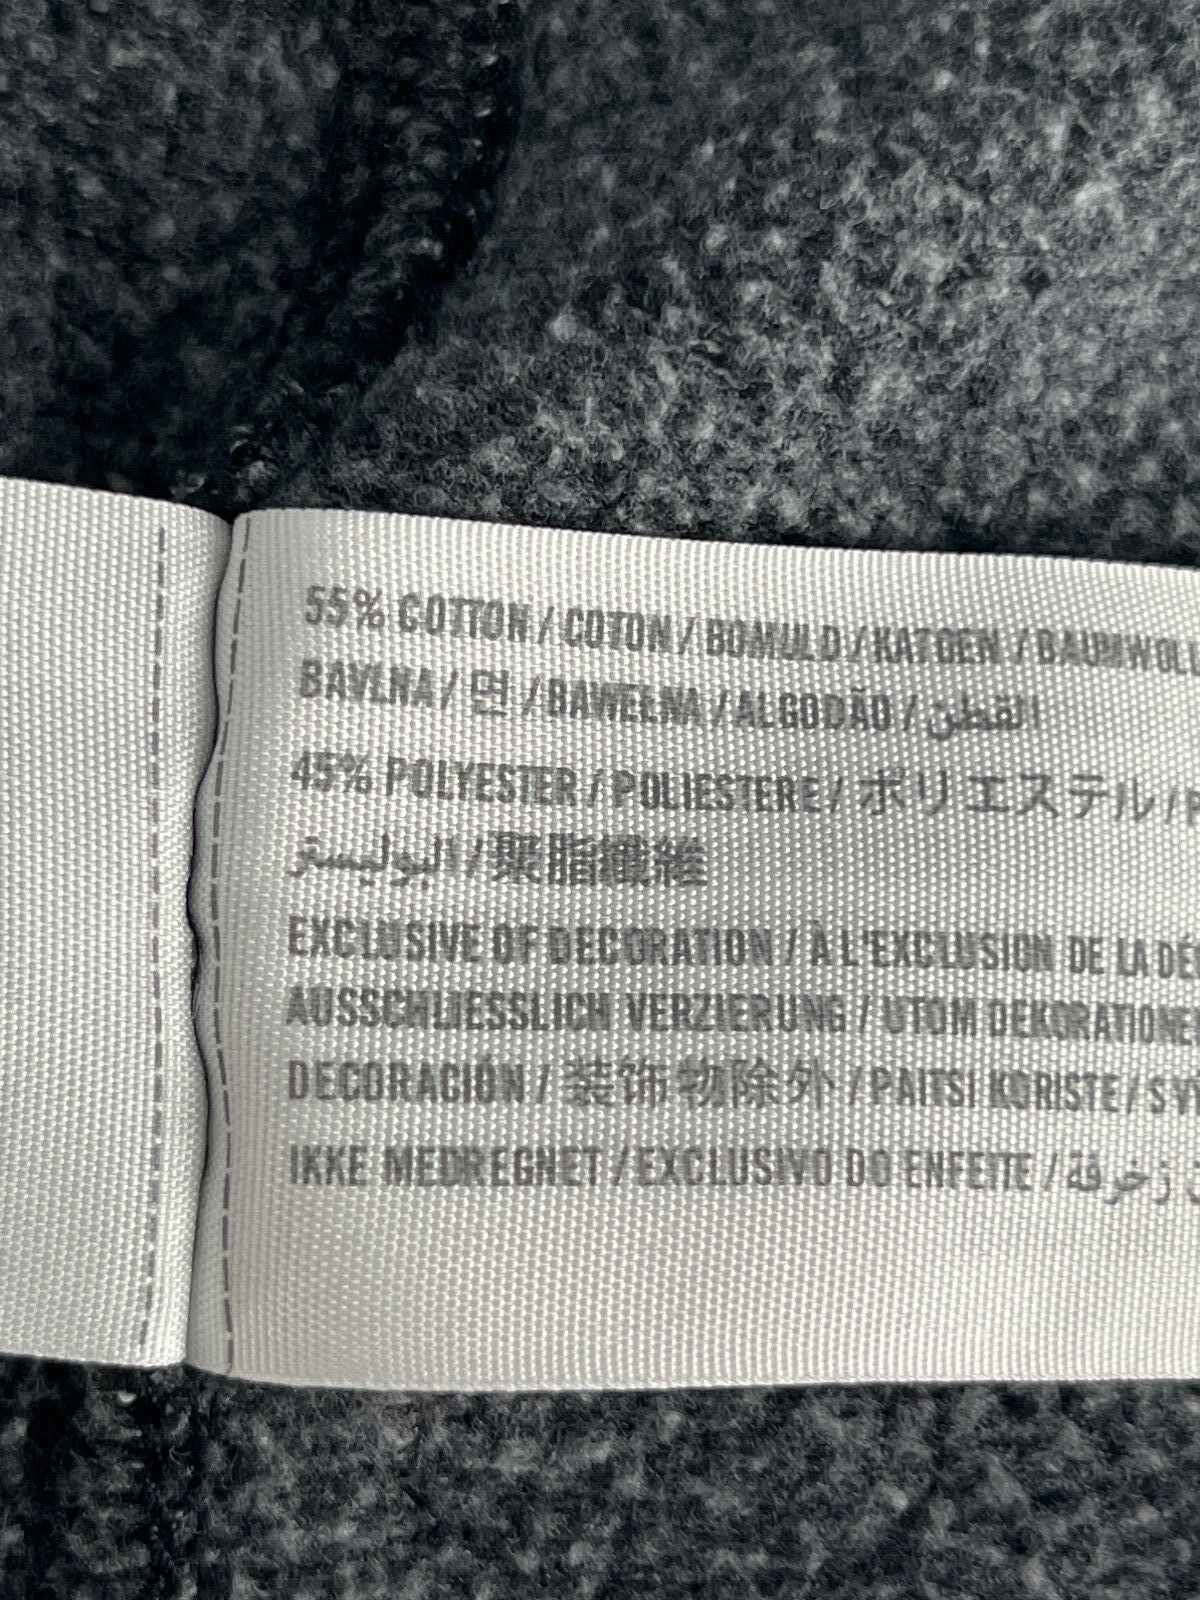 55% COTTON / COTON / BOMULD / KATOEN / BAUMWOLL
BAVLNA / 면 / BAWEŁNA / ALGODÃO / القطن
45% POLYESTER / POLIESTERE / ポリエステル /
البوليستر / 聚脂纖維
EXCLUSIVE OF DECORATION / À L'EXCLUSION DE LA DÉ
AUSSCHLIESSLICH VERZIERUNG / UTOM DEKORATIONE
DECORACIÓN / 装饰物除外 / PAITSI KORISTE / SV
IKKE MEDREGNET / EXCLUSIVO DO ENFEITE / زخرفة